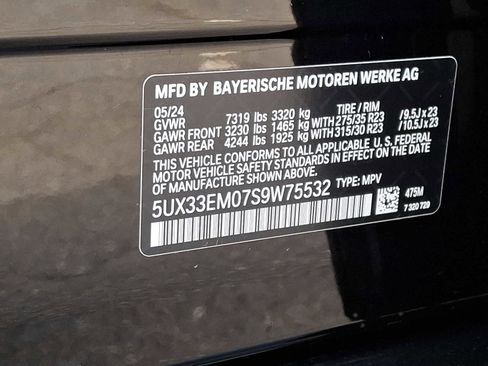 MFD BY BAYERISCHE MOTOREN WERKE AG
05/24 TIRE / RIM
GVWR 7319 lbs 3320 kg
GAWR FRONT 3230 lbs 1465 kg WITH 275/35 R23 /9.5J x 23
GAWR REAR 4244 lbs 1925 kg WITH 315/30 R23 /10.5J x 23
THIS VEHICLE CONFORMS TO ALL APPLICABLE U. S. FEDERAL
MOTOR VEHICLE SAFETY STANDARDS IN EFFECT ON THE DATE
OF MANUFACTURE SHOWN ABOVE.
5UX33EM07S9W75532 TYPE: MPV
475M
7 320 729